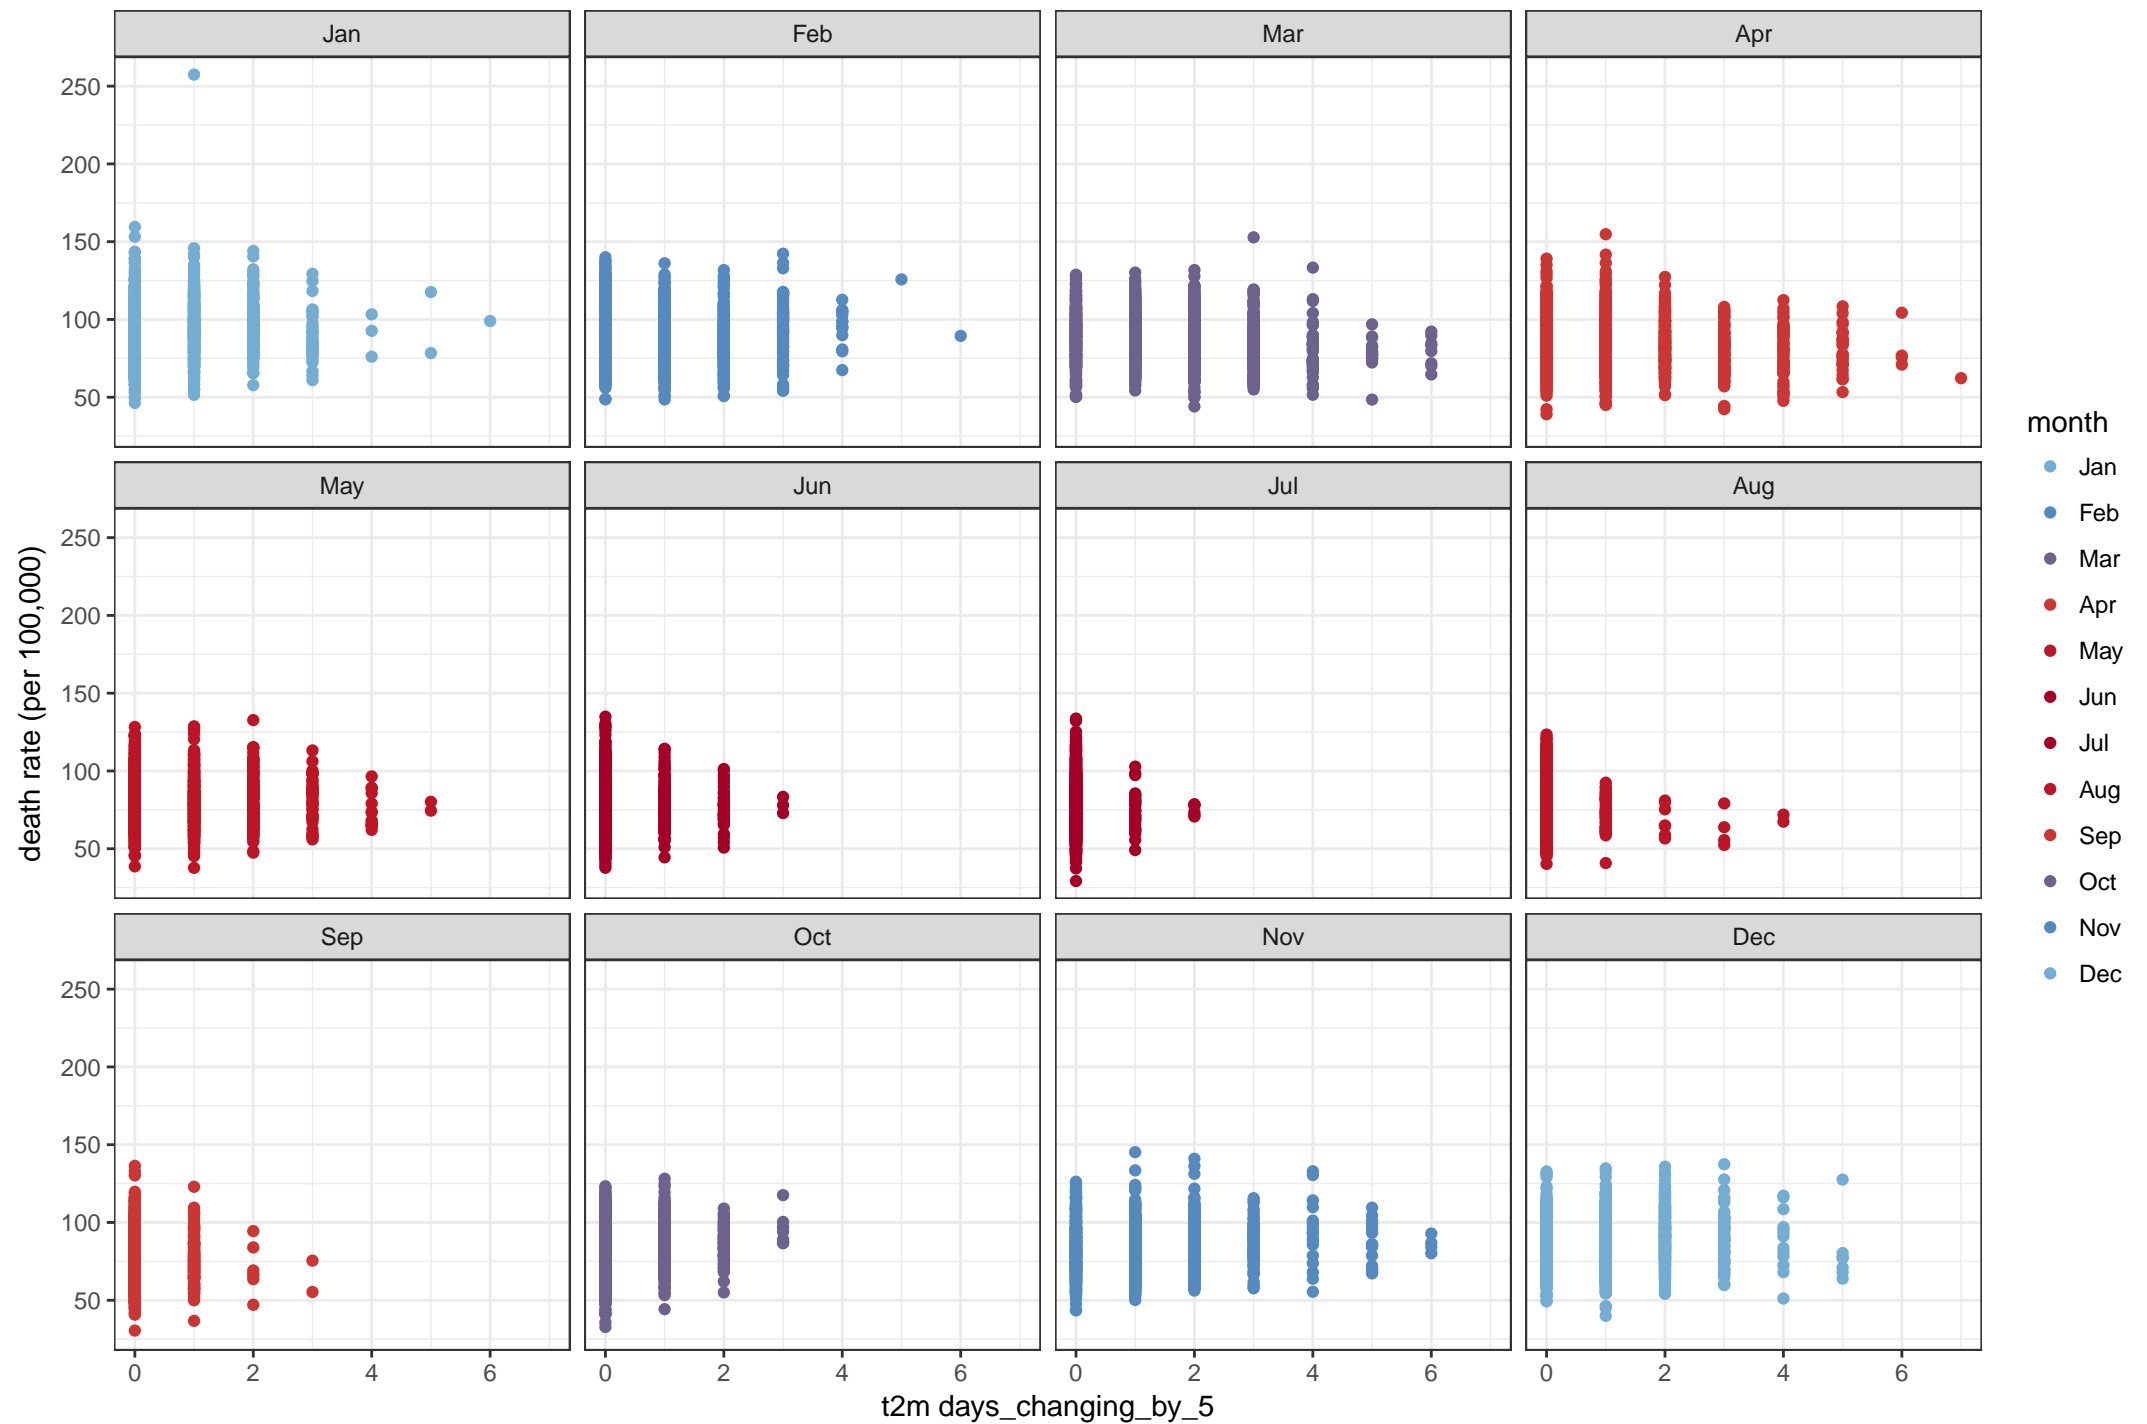 Jan Feb Mar Apr
250
200
150
100
50
May Jun Jul Aug
250
200
150
100
50
Sep Oct Nov Dec
250
200
150
100
50
0 2 4 6 0 2 4 6 0 2 4 6 0 2 4 6
t2m days_changing_by_5
death rate (per 100,000)
month
Jan
Feb
Mar
Apr
May
Jun
Jul
Aug
Sep
Oct
Nov
Dec